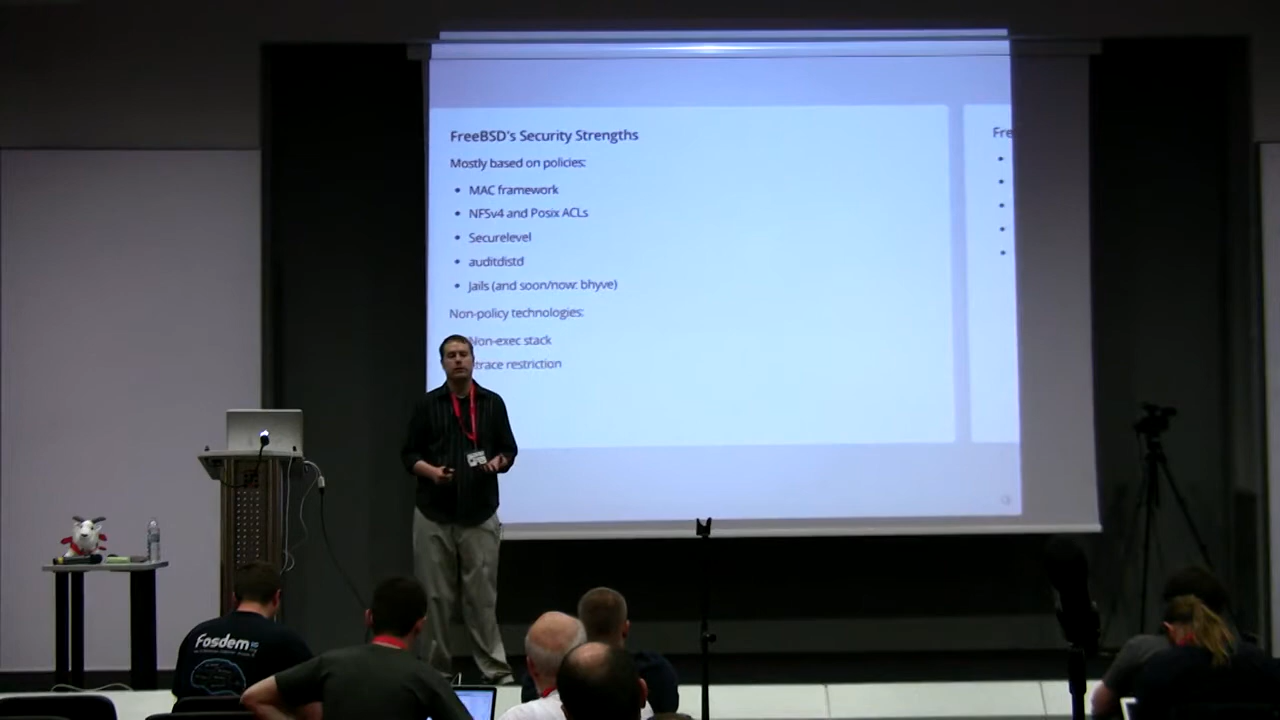 FreeBSD's Security Strengths
Mostly based on policies:
• MAC framework
• NFSv4 and Posix ACLs
• Securelevel
• auditdistd
• Jails (and soon/now: bhyve)
Non-policy technologies:
Non-exec stack
trace restriction
Fre
Fosdem